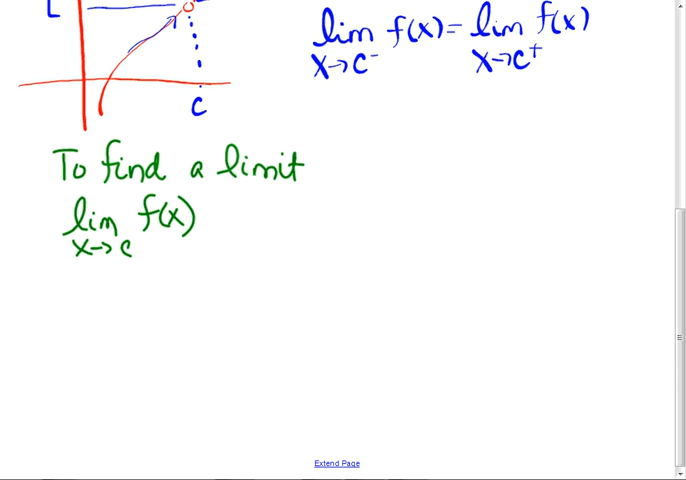 L
lim f(x) = lim f(x)
x→c⁻ x→c⁺
c
To find a limit
lim f(x)
x→c
Extend Page